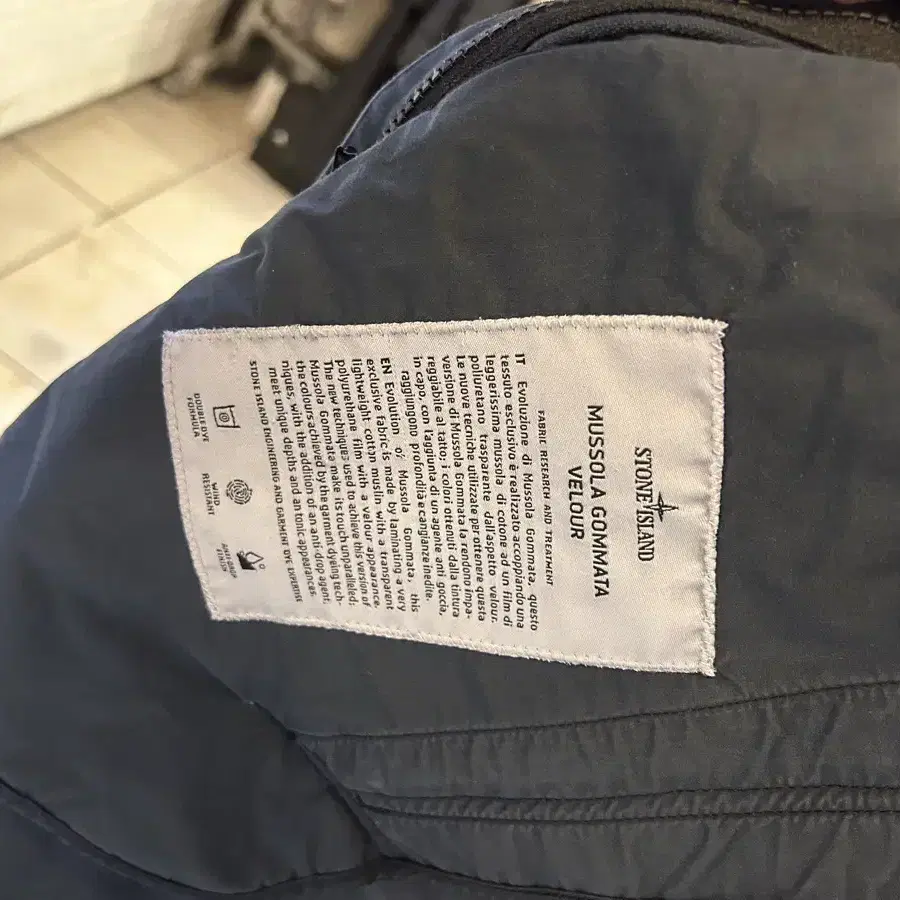 STONE ISLAND
MUSSOLA GOMMATA
VELOUR
FABRIC RESEARCH AND TREATMENT
IT Evoluzione di Mussola Gommata, questo
tessuto esclusivo è realizzato accoppiando una
leggerissima mussola di cotone ad un film di
poliuretano trasparente dall'aspetto velour.
Le nuove tecniche utilizzate per ottenere questa
versione di Mussola Gommata la rendono impa-
reggiabile al tatto; i colori ottenuti dalla tintura
in capo, con l'aggiunta di un agente anti goccia,
raggiungono profondità e cangianze inedite.
EN Evolution of Mussola Gommata, this
exclusive fabric is made by laminating a very
lightweight cotton muslin with a transparent
polyurethane film with a velour appearance.
The new techniques used to achieve this version of
Mussola Gommata make its touch unparalleled;
the colours achieved by the garment dyeing tech-
niques, with the addition of an anti-drop agent,
meet unique depths and antonic appearances.
STONE ISLAND ENGINEERING AND GARMENT DYE EXPERTISE
DOUBLE DYE
FORMULA
WIND
RESISTANT
ANTI DROP
FINISH